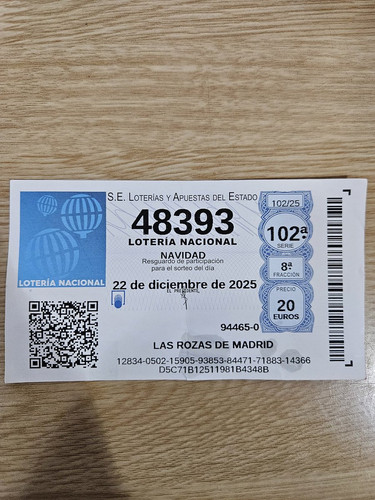 S.E. LOTERÍAS Y APUESTAS DEL ESTADO
102/25
48393
LOTERÍA NACIONAL
102ª
SERIE
NAVIDAD
Resguardo de participación
para el sorteo del día
8ª
FRACCIÓN
LOTERÍA NACIONAL
22 de diciembre de 2025
EL PRESIDENTE,
PRECIO
20
EUROS
94465-0
LAS ROZAS DE MADRID
12834-0502-15905-93853-84471-71883-14366
D5C71B12511981B4348B